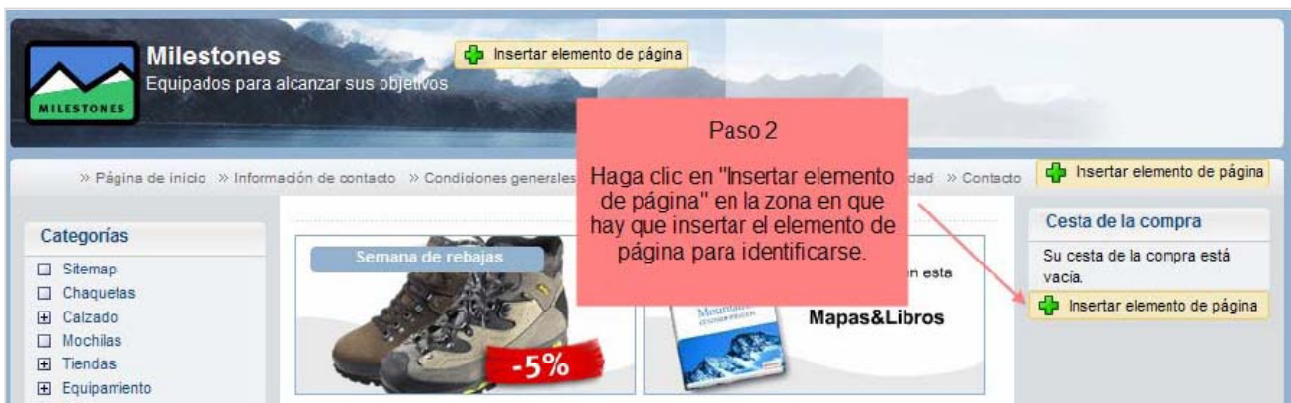 Milestones
Insertar elemento de página
Equipados para alcanzar sus objetivos
MILESTONES
Paso 2
Haga clic en "Insertar elemento
de página" en la zona en que
hay que insertar el elemento de
página para identificarse.
» Página de inicio » Información de contacto » Condiciones generales
dad » Contacto
Insertar elemento de página
Categorías
Sitemap
Chaquetas
Calzado
Mochilas
Tiendas
Equipamiento
Semana de rebajas
-5%
n esta
Mapas&Libros
Cesta de la compra
Su cesta de la compra está
vacía.
Insertar elemento de página